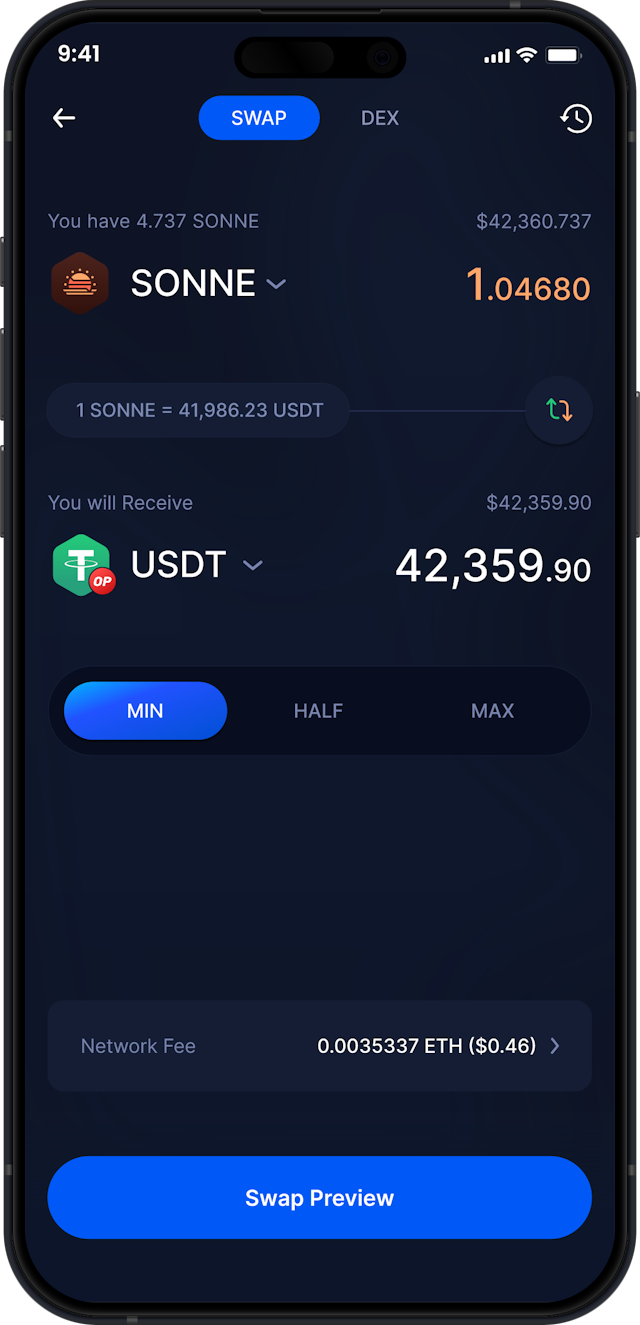 9:41
SWAP DEX
You have 4.737 SONNE $42,360.737
SONNE 1.04680
1 SONNE = 41,986.23 USDT
You will Receive $42,359.90
T OP USDT 42,359.90
MIN HALF MAX
Network Fee 0.0035337 ETH ($0.46)
Swap Preview